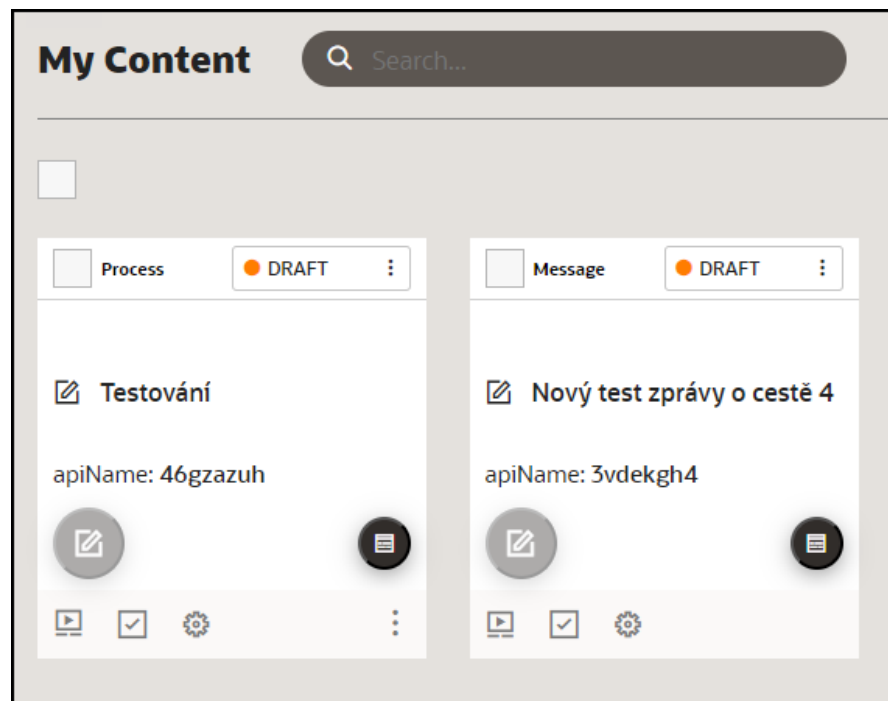 My Content
Search...
Process
DRAFT
Testování
apiName: 46gzazuh
Message
DRAFT
Nový test zprávy o cestě 4
apiName: 3vdekgh4